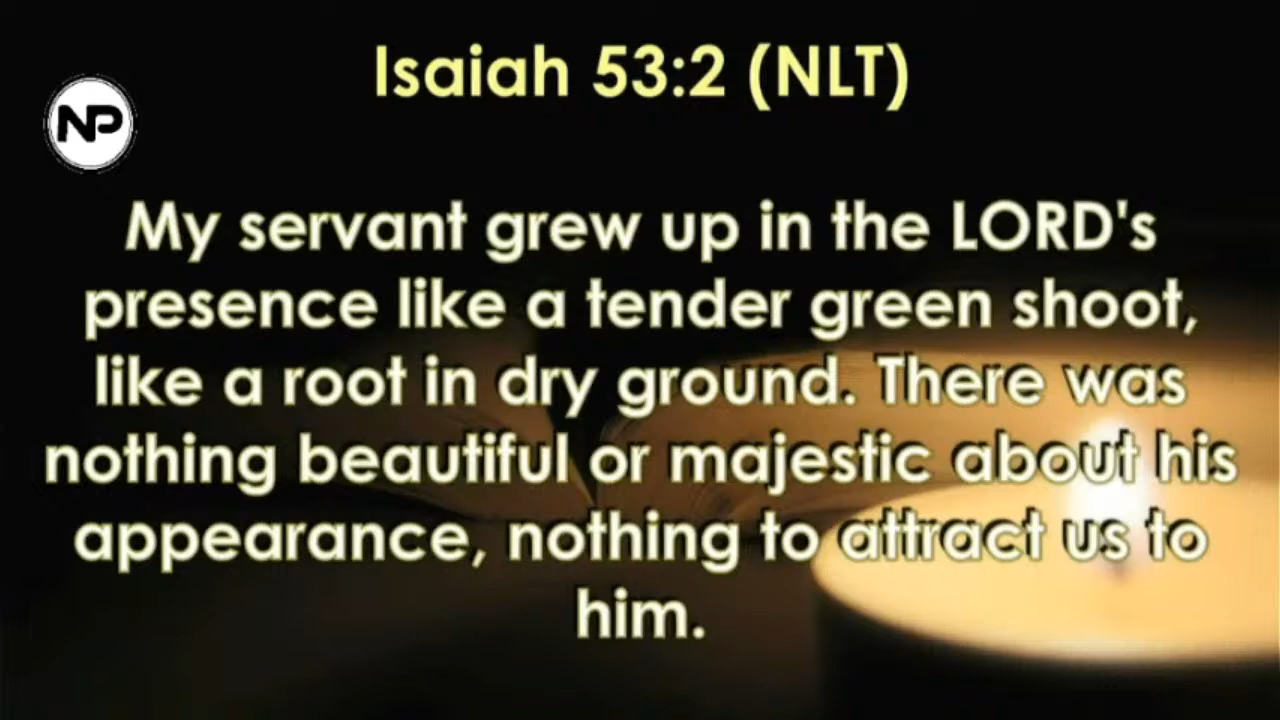 Isaiah 53:2 (NLT)
NP
My servant grew up in the LORD's
presence like a tender green shoot,
like a root in dry ground. There was
nothing beautiful or majestic about his
appearance, nothing to attract us to
him.